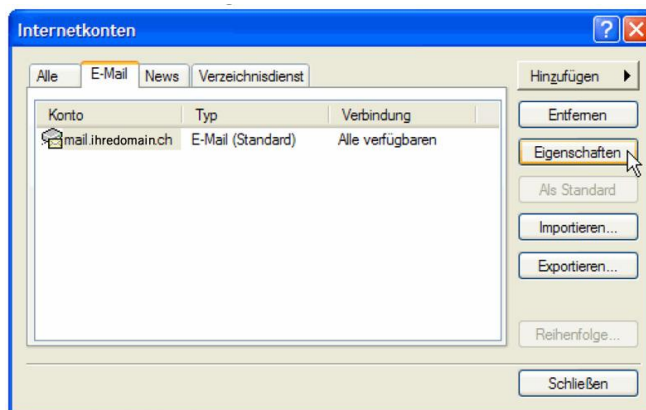 Internetkonten
Alle E-Mail News Verzeichnisdienst
Hinzufügen
Konto Typ Verbindung
Entfernen
mail.ihredomain.ch E-Mail (Standard) Alle verfügbaren
Eigenschaften
Als Standard
Importieren...
Exportieren...
Reihenfolge...
Schließen